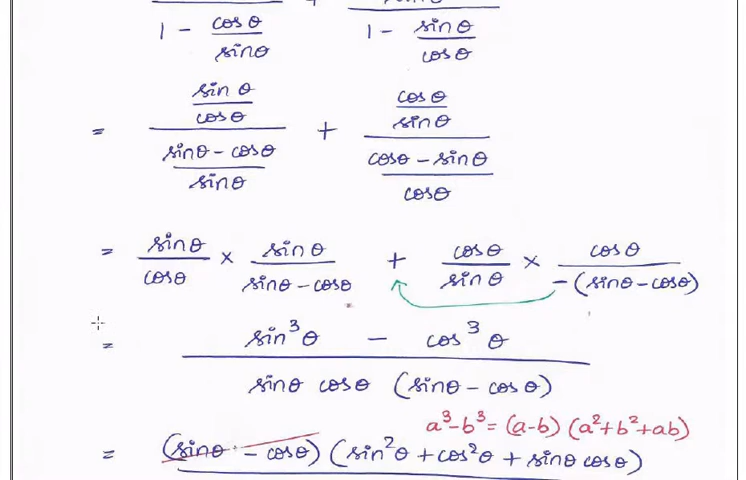 1 - cosθ/sinθ 1 - sinθ/cosθ
= (sinθ/cosθ)/((sinθ - cosθ)/sinθ) + (cosθ/sinθ)/((cosθ - sinθ)/cosθ)
= sinθ/cosθ × sinθ/(sinθ - cosθ) + cosθ/sinθ × cosθ/(-(sinθ - cosθ))
= (sin³θ - cos³θ)/(sinθ cosθ (sinθ - cosθ))
a³-b³ = (a-b) (a²+b²+ab)
= (sinθ - cosθ) (sin²θ + cos²θ + sinθ cosθ)